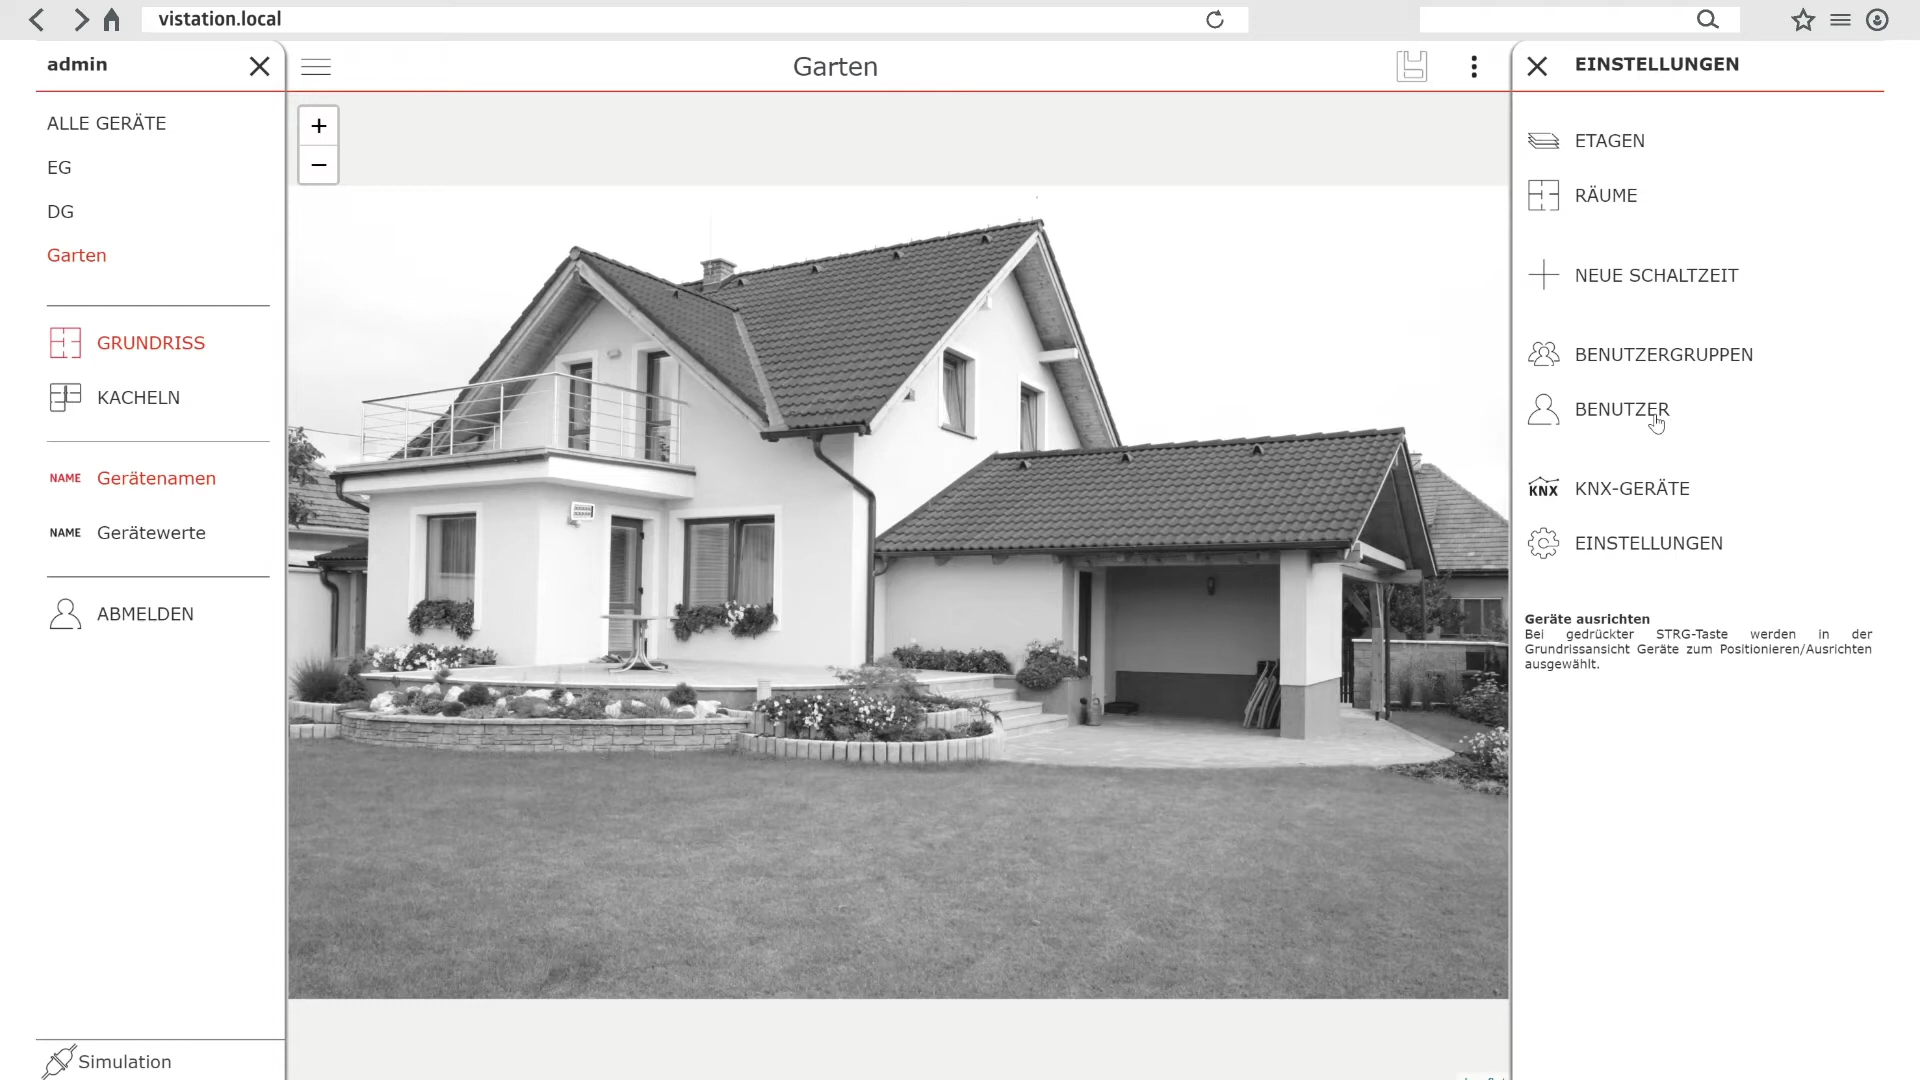 vistation.local
admin
Garten
EINSTELLUNGEN
ALLE GERÄTE
EG
DG
Garten
GRUNDRISS
KACHELN
NAME Gerätenamen
NAME Gerätewerte
ABMELDEN
Simulation
+
−
ETAGEN
RÄUME
NEUE SCHALTZEIT
BENUTZERGRUPPEN
BENUTZER
KNX KNX-GERÄTE
EINSTELLUNGEN
Geräte ausrichten
Bei gedrückter STRG-Taste werden in der
Grundrissansicht Geräte zum Positionieren/Ausrichten
ausgewählt.